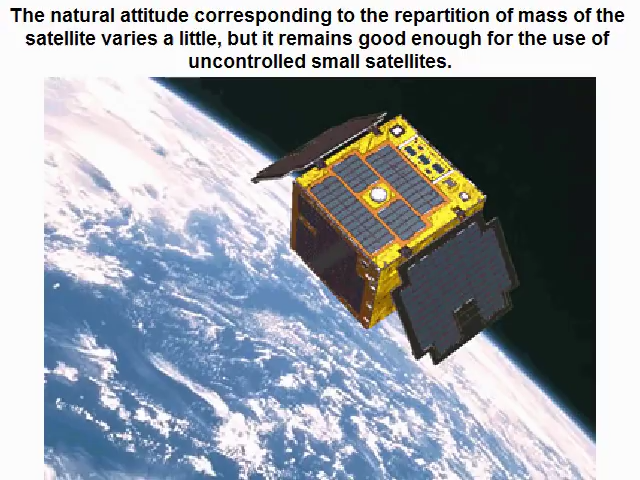 The natural attitude corresponding to the repartition of mass of the
satellite varies a little, but it remains good enough for the use of
uncontrolled small satellites.